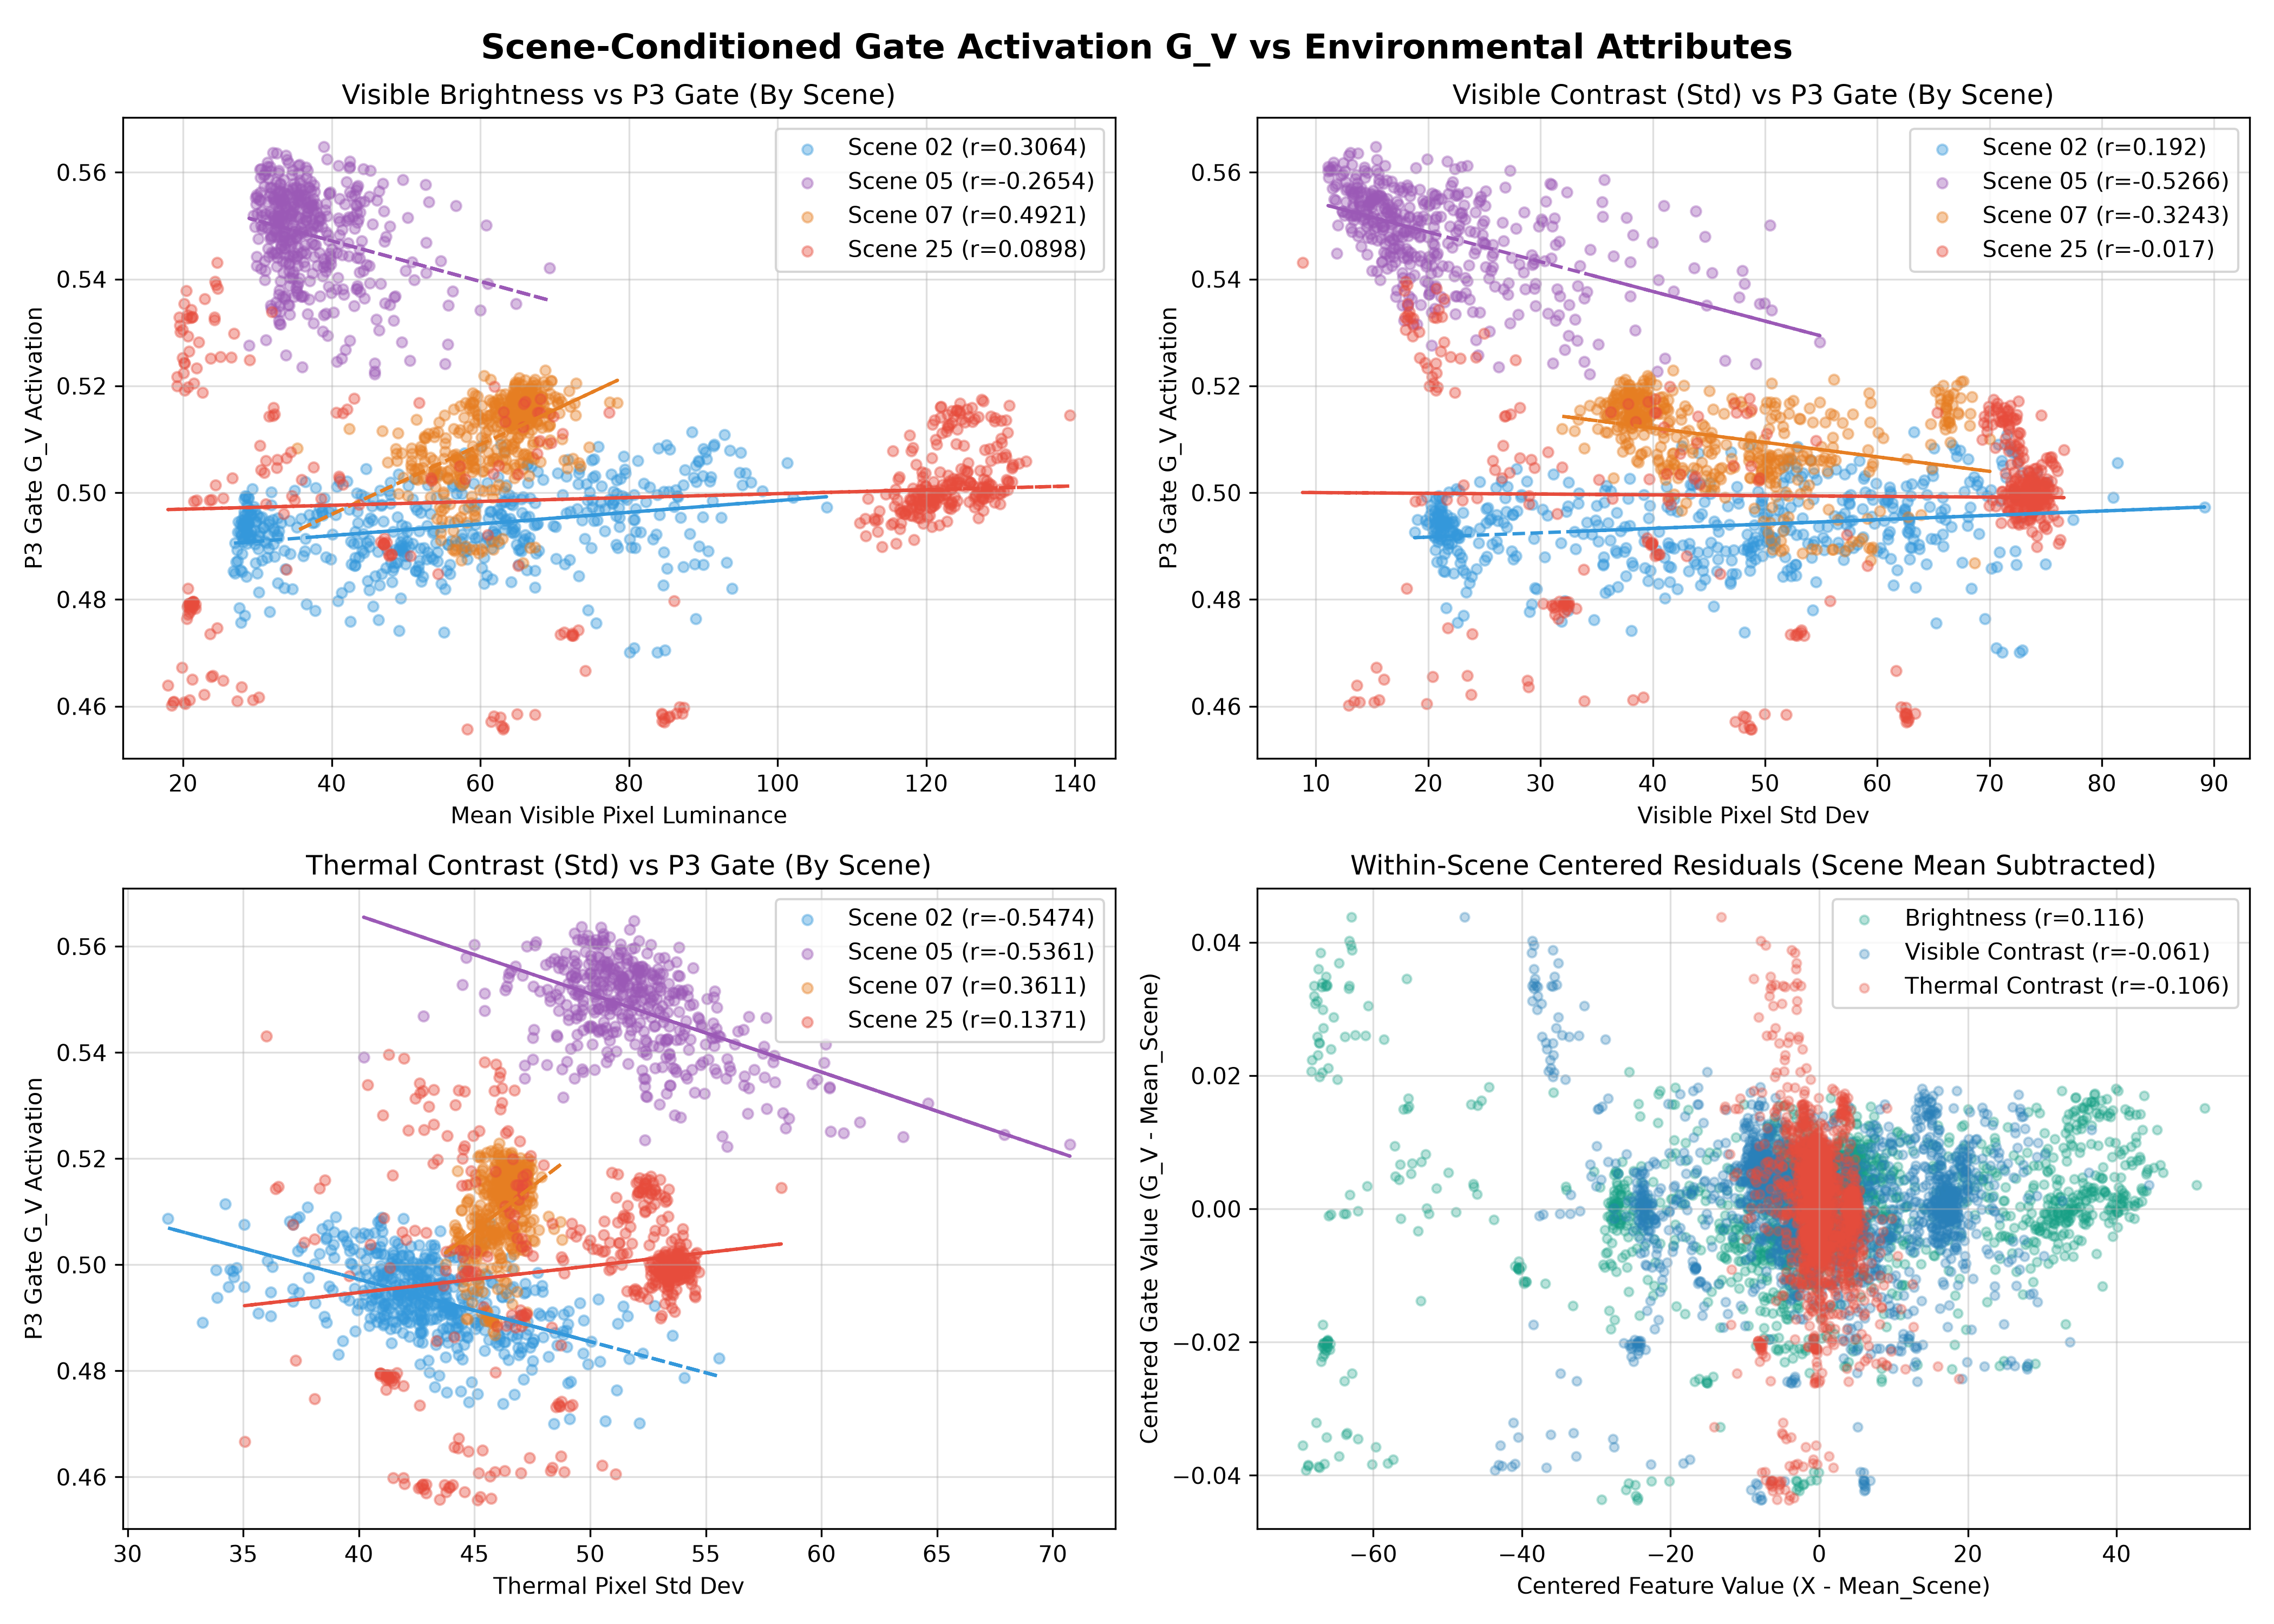 Scene-Conditioned Gate Activation G_V vs Environmental Attributes
Visible Brightness vs P3 Gate (By Scene)
P3 Gate G_V Activation
0.56
0.54
0.52
0.50
0.48
0.46
Scene 02 (r=0.3064)
Scene 05 (r=-0.2654)
Scene 07 (r=0.4921)
Scene 25 (r=0.0898)
20 40 60 80 100 120 140
Mean Visible Pixel Luminance
Visible Contrast (Std) vs P3 Gate (By Scene)
P3 Gate G_V Activation
0.56
0.54
0.52
0.50
0.48
0.46
Scene 02 (r=0.192)
Scene 05 (r=-0.5266)
Scene 07 (r=-0.3243)
Scene 25 (r=-0.017)
10 20 30 40 50 60 70 80 90
Visible Pixel Std Dev
Thermal Contrast (Std) vs P3 Gate (By Scene)
P3 Gate G_V Activation
0.56
0.54
0.52
0.50
0.48
0.46
Scene 02 (r=-0.5474)
Scene 05 (r=-0.5361)
Scene 07 (r=0.3611)
Scene 25 (r=0.1371)
30 35 40 45 50 55 60 65 70
Thermal Pixel Std Dev
Within-Scene Centered Residuals (Scene Mean Subtracted)
Centered Gate Value (G_V - Mean_Scene)
0.04
0.02
0.00
−0.02
−0.04
Brightness (r=0.116)
Visible Contrast (r=-0.061)
Thermal Contrast (r=-0.106)
−60 −40 −20 0 20 40
Centered Feature Value (X - Mean_Scene)